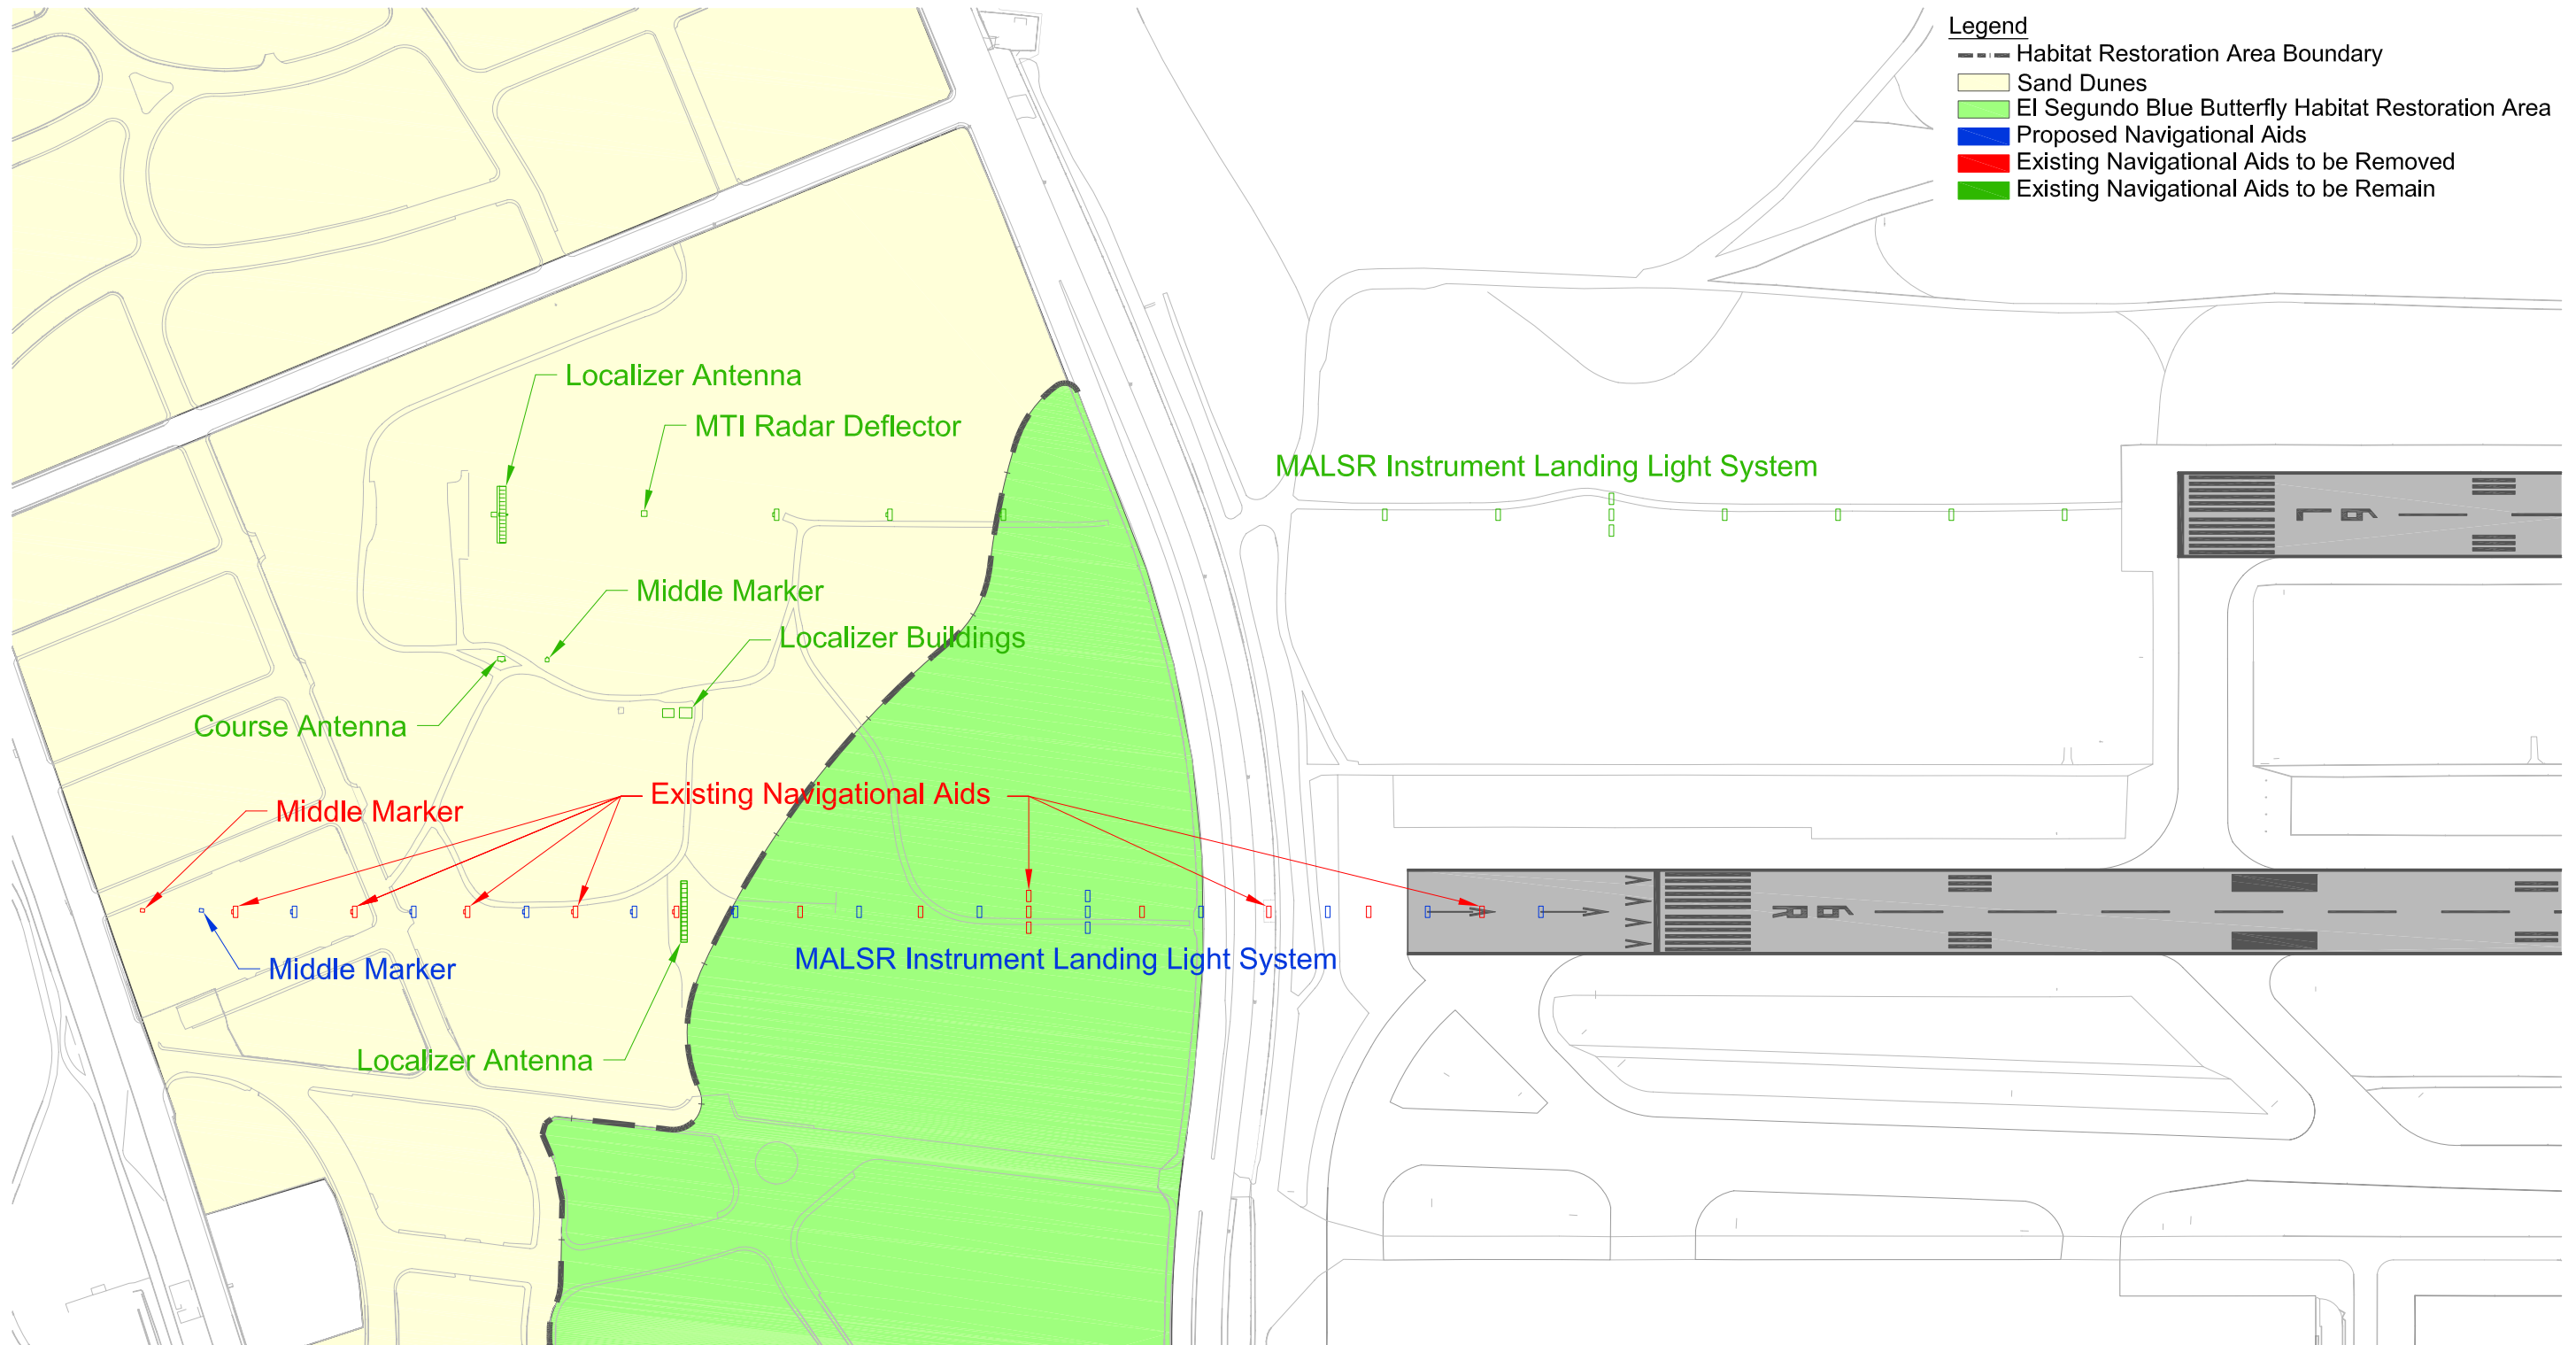 Legend
Habitat Restoration Area Boundary
Sand Dunes
El Segundo Blue Butterfly Habitat Restoration Area
Proposed Navigational Aids
Existing Navigational Aids to be Removed
Existing Navigational Aids to be Remain
Localizer Antenna
MTI Radar Deflector
MALSR Instrument Landing Light System
Middle Marker
Localizer Buildings
Course Antenna
Existing Navigational Aids
Middle Marker
Middle Marker
MALSR Instrument Landing Light System
Localizer Antenna
6L
6R